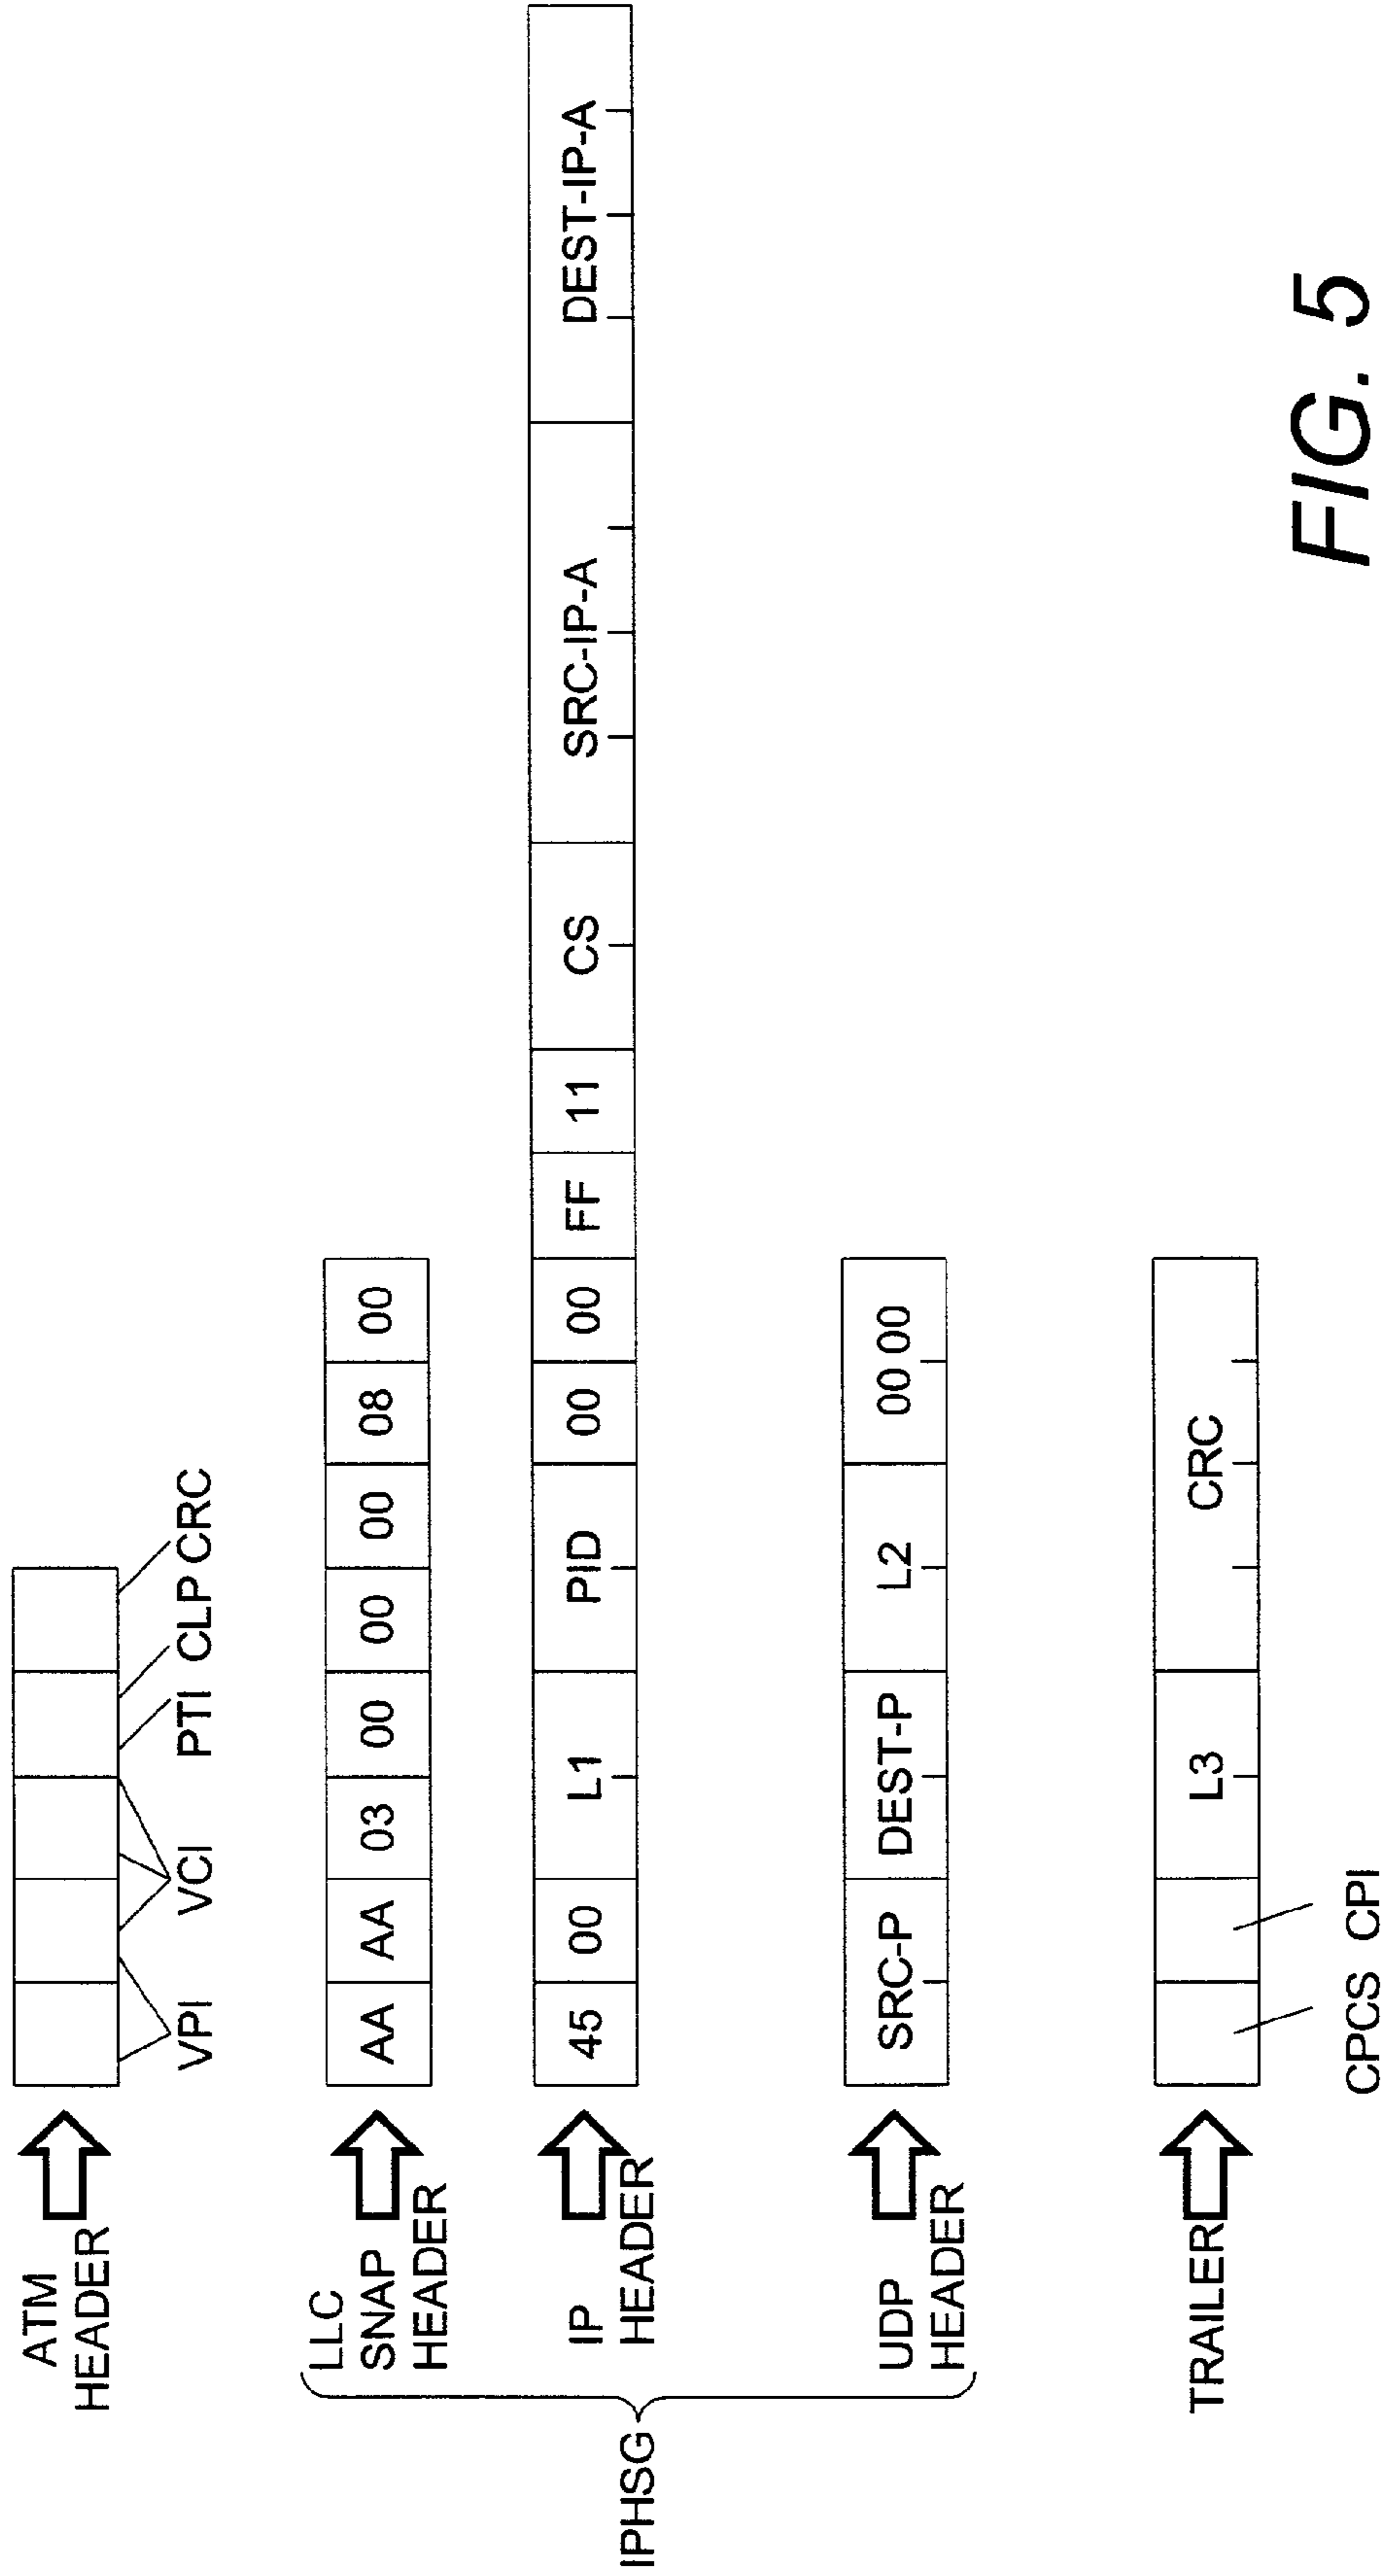 ATM
HEADER
VPI VCI PTI CLP CRC
IPHSG
LLC
SNAP
HEADER
AA AA 03 00 00 00 08 00
IP
HEADER
45 00 L1 PID 00 00 FF 11 CS SRC-IP-A DEST-IP-A
UDP
HEADER
SRC-P DEST-P L2 00 00
TRAILER
L3 CRC
CPCS CPI
FIG. 5